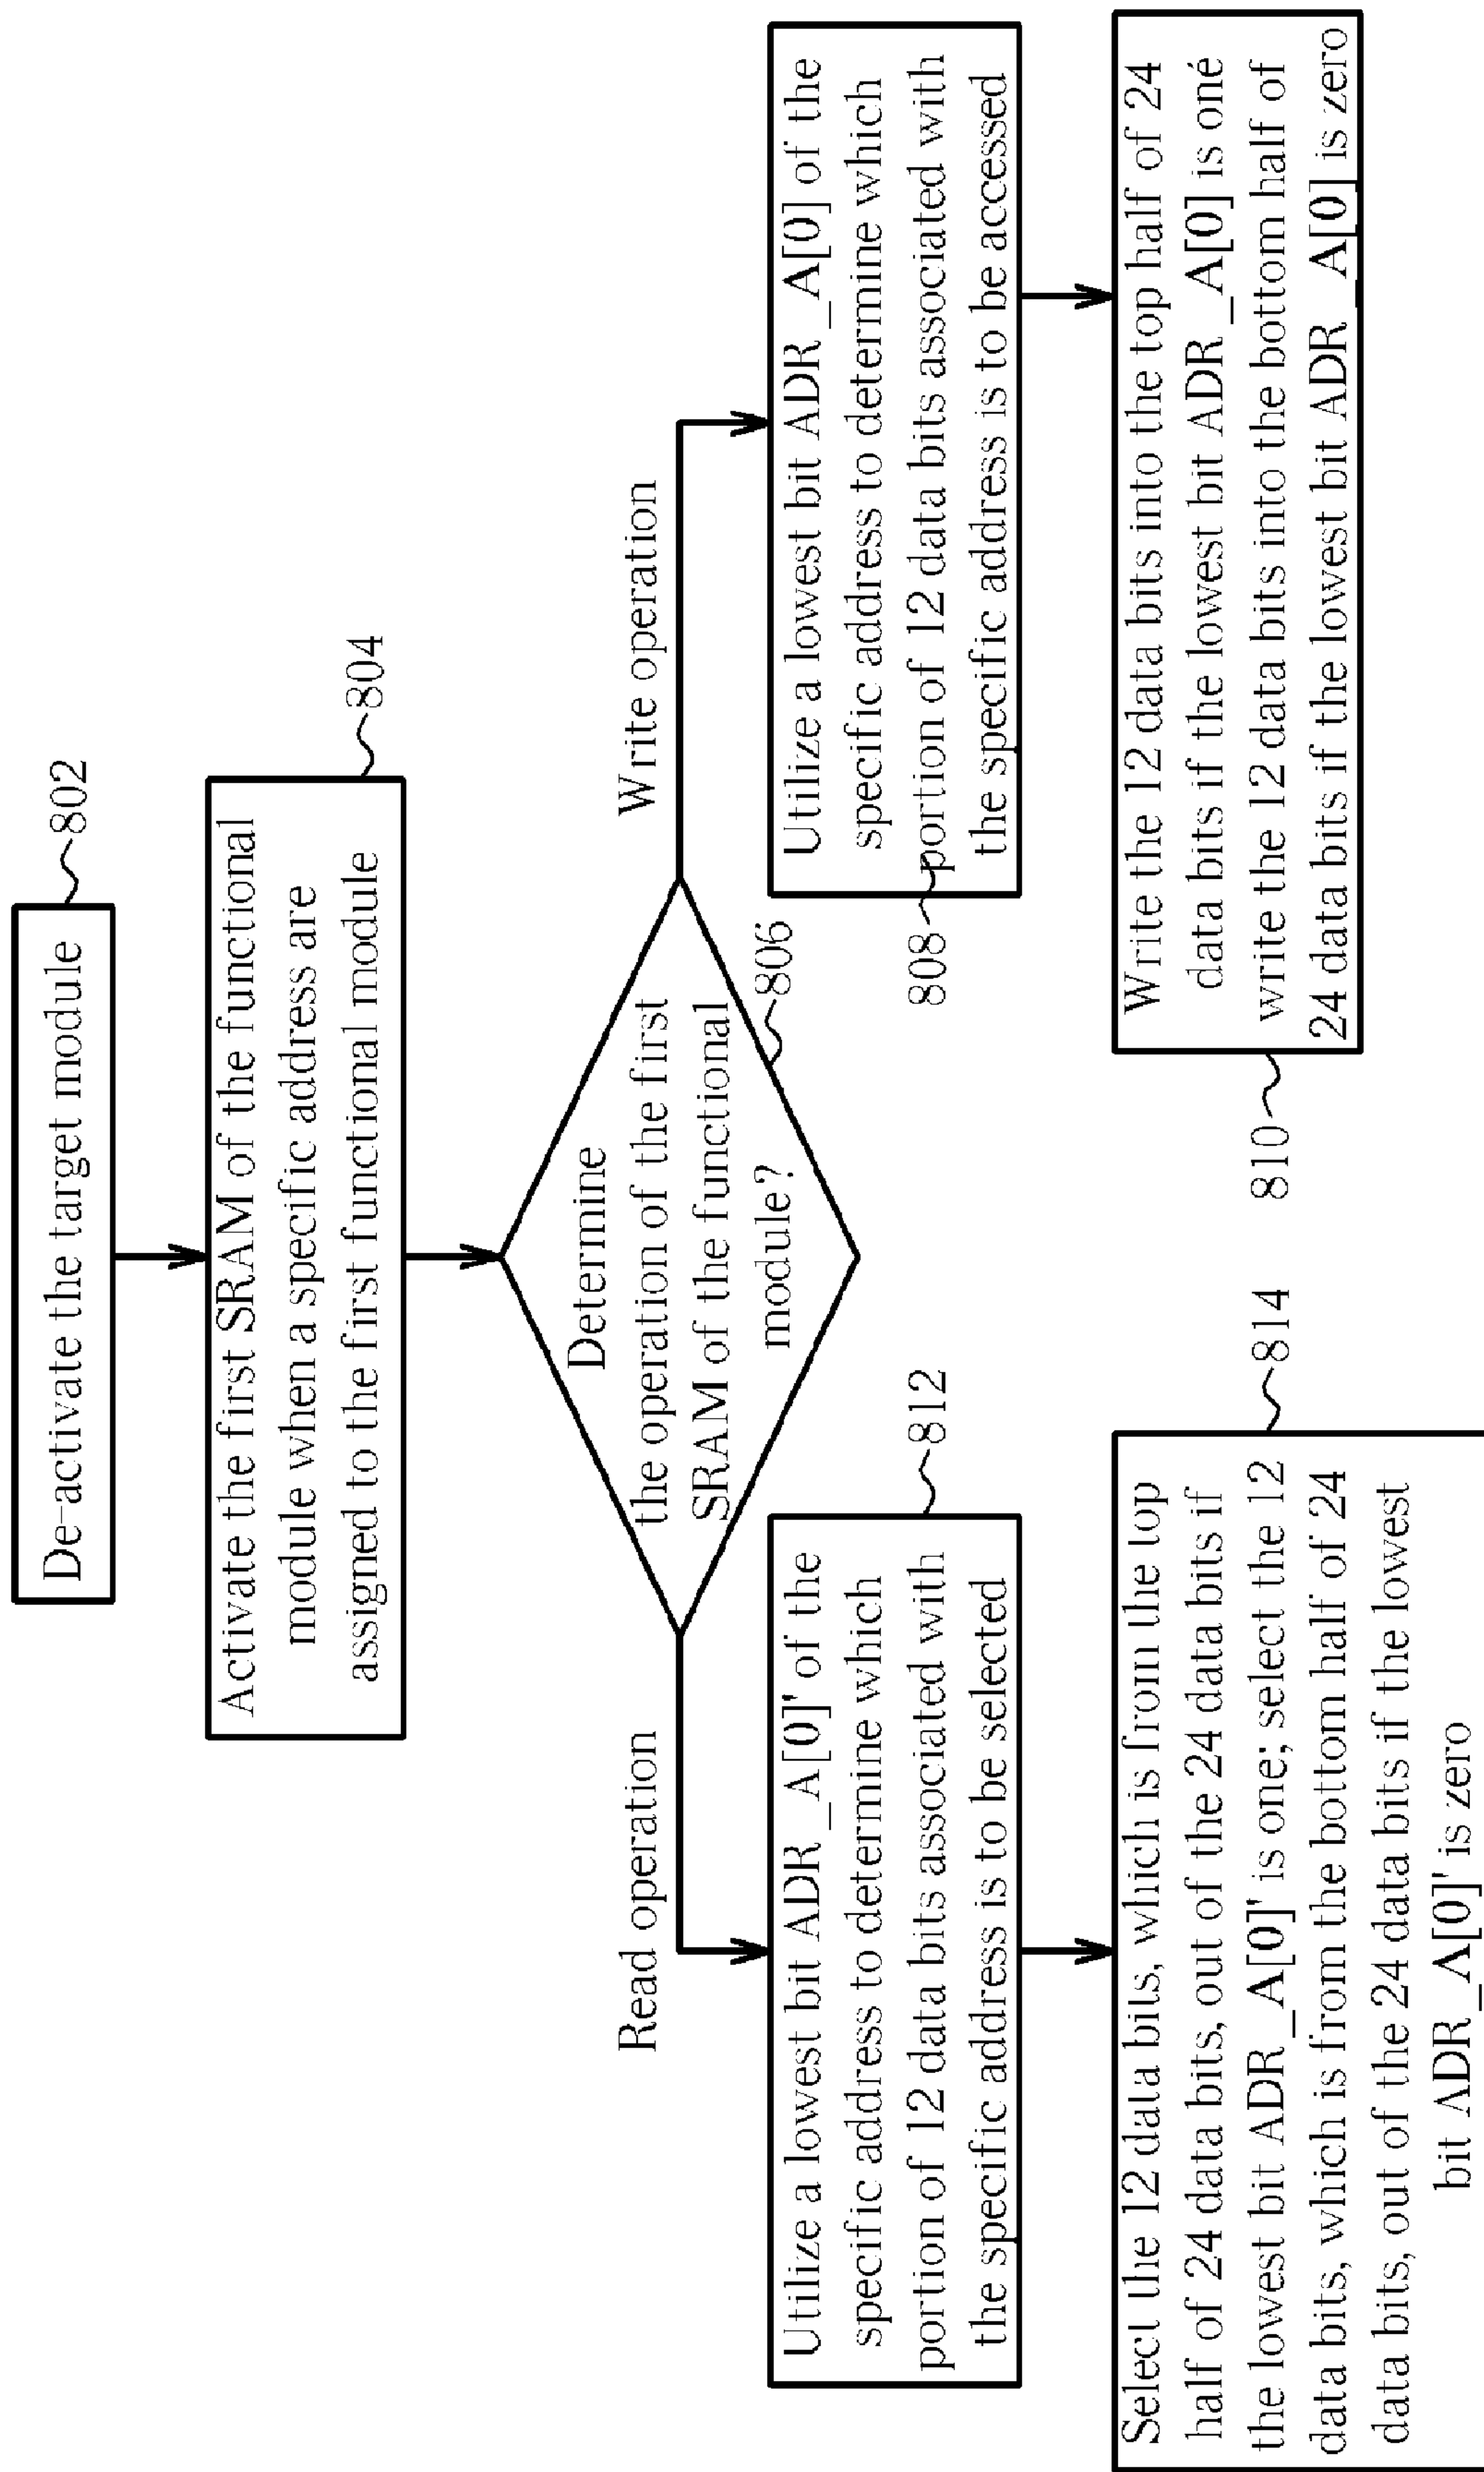 De-activate the target module
802
Activate the first SRAM of the functional
module when a specific address are
assigned to the first functional module
804
Determine
the operation of the first
SRAM of the functional
module?
806
Read operation
Write operation
Utilize a lowest bit ADR_A[0]' of the
specific address to determine which
portion of 12 data bits associated with
the specific address is to be selected
812
Utilize a lowest bit ADR_A[0] of the
specific address to determine which
portion of 12 data bits associated with
the specific address is to be accessed
808
Select the 12 data bits, which is from the top
half of 24 data bits, out of the 24 data bits if
the lowest bit ADR_A[0]' is one; select the 12
data bits, which is from the bottom half of 24
data bits, out of the 24 data bits if the lowest
bit ADR_A[0]' is zero
814
Write the 12 data bits into the top half of 24
data bits if the lowest bit ADR_A[0] is one
write the 12 data bits into the bottom half of
24 data bits if the lowest bit ADR_A[0] is zero
810